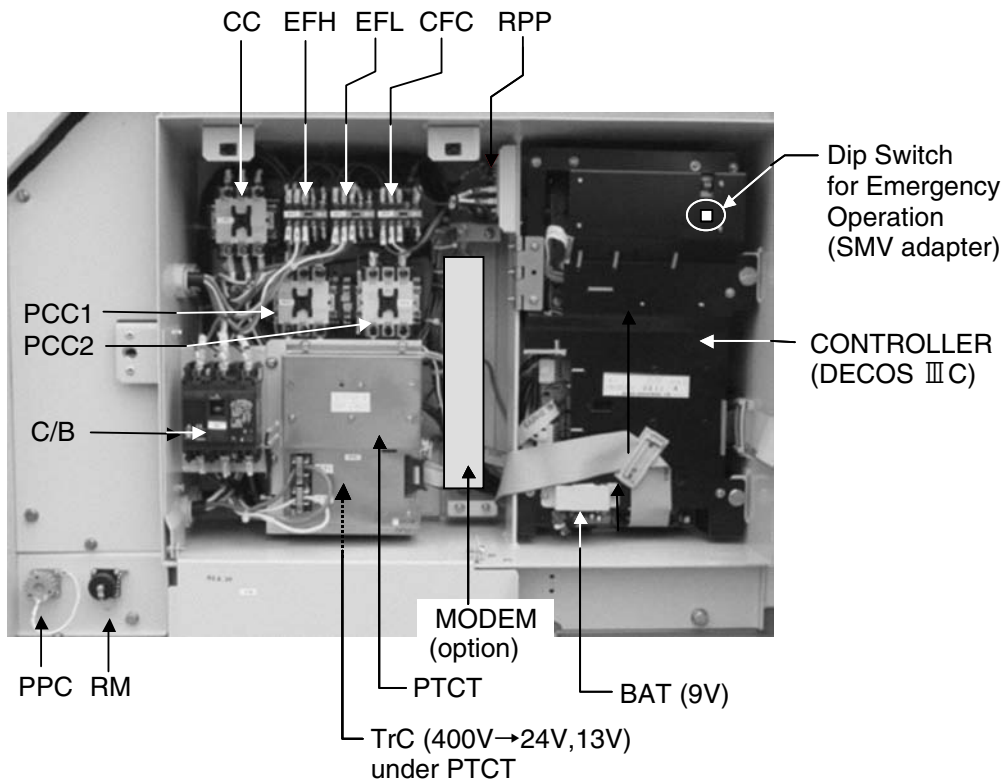 CC EFH EFL CFC RPP
Dip Switch
for Emergency
Operation
(SMV adapter)
PCC1
PCC2
CONTROLLER
(DECOS ⅢC)
C/B
MODEM
(option)
PPC RM
PTCT
BAT (9V)
TrC (400V→24V,13V)
under PTCT